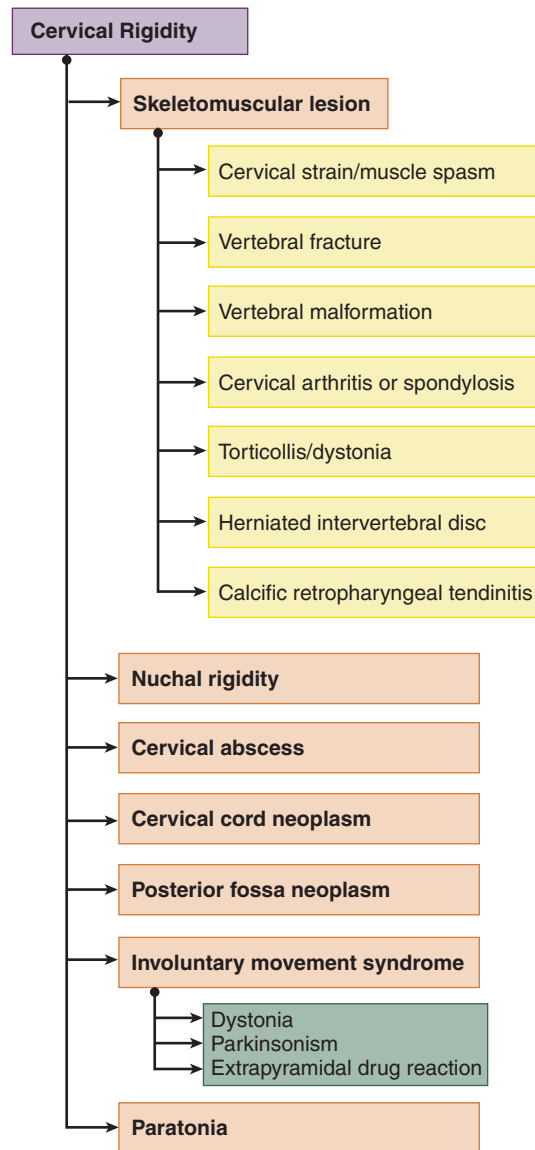 Cervical Rigidity
Skeletomuscular lesion
Cervical strain/muscle spasm
Vertebral fracture
Vertebral malformation
Cervical arthritis or spondylosis
Torticollis/dystonia
Herniated intervertebral disc
Calcific retropharyngeal tendinitis
Nuchal rigidity
Cervical abscess
Cervical cord neoplasm
Posterior fossa neoplasm
Involuntary movement syndrome
Dystonia
Parkinsonism
Extrapyramidal drug reaction
Paratonia